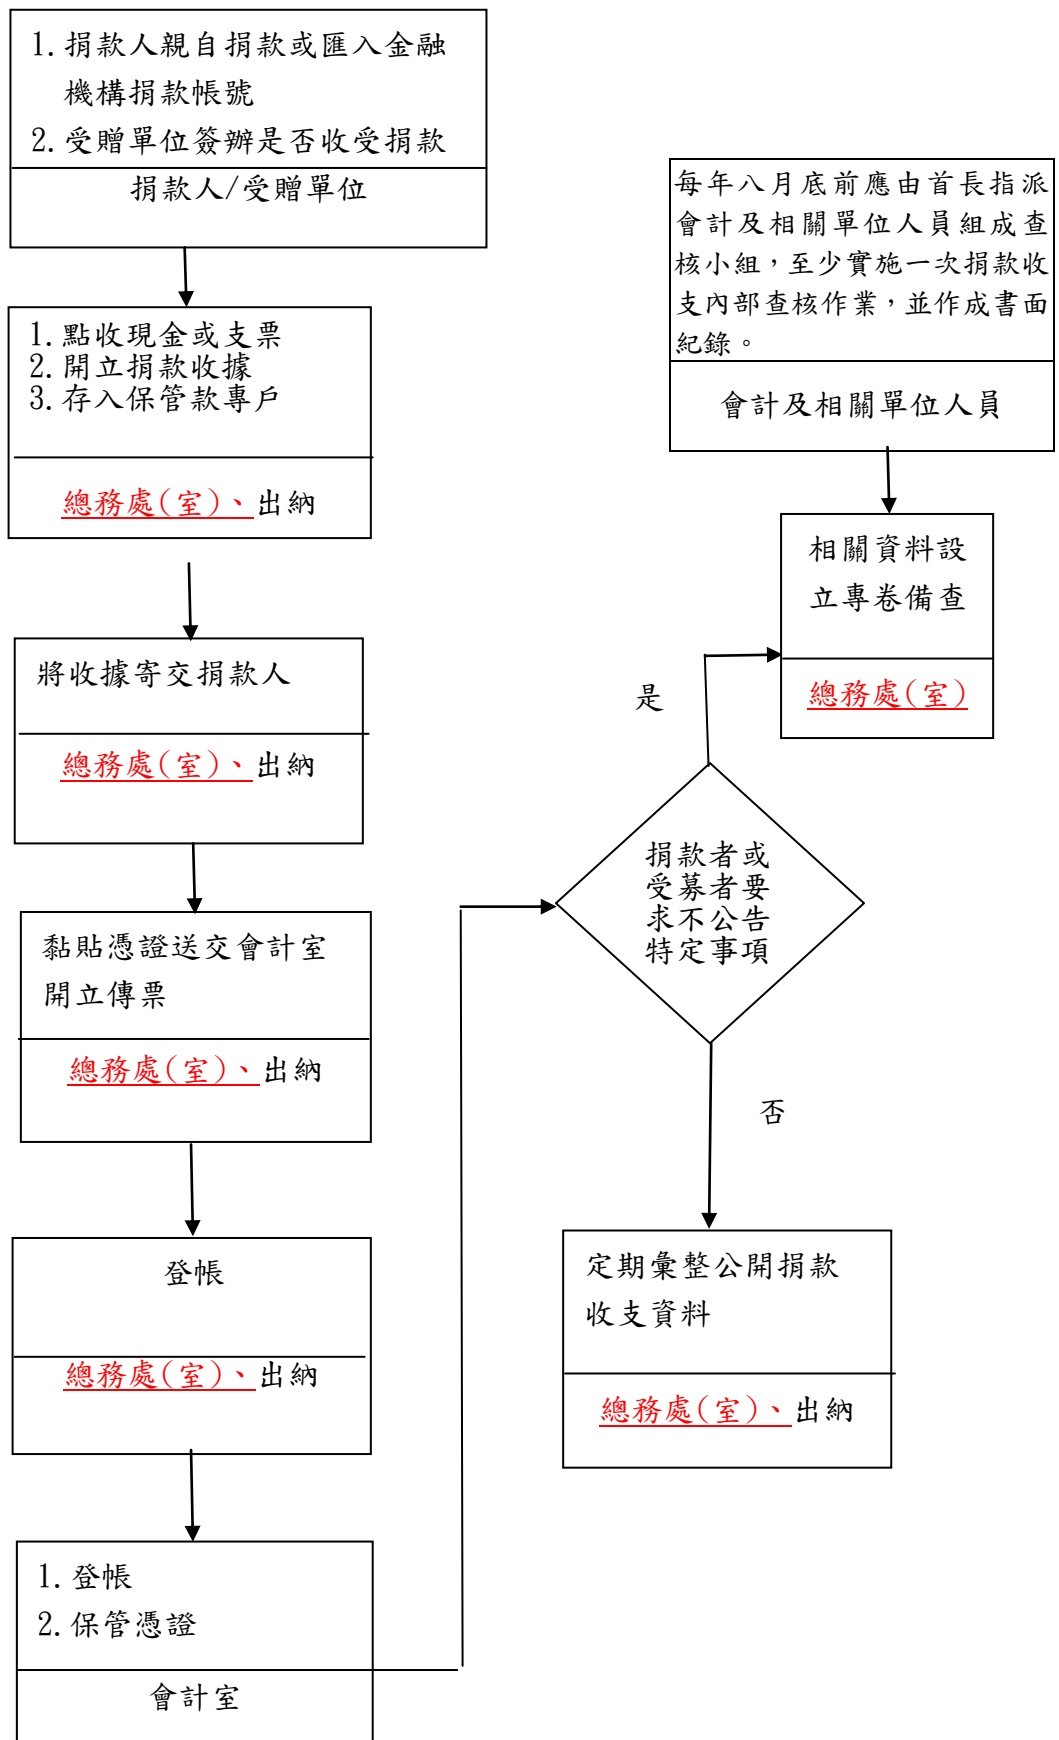 1.捐款人親自捐款或匯入金融
機構捐款帳號
2.受贈單位簽辦是否收受捐款
捐款人/受贈單位
1.點收現金或支票
2.開立捐款收據
3.存入保管款專戶
總務處(室)、出納
將收據寄交捐款人
總務處(室)、出納
黏貼憑證送交會計室
開立傳票
總務處(室)、出納
登帳
總務處(室)、出納
1.登帳
2.保管憑證
會計室
每年八月底前應由首長指派
會計及相關單位人員組成查
核小組,至少實施一次捐款收
支內部查核作業,並作成書面
紀錄。
會計及相關單位人員
相關資料設
立專卷備查
總務處(室)
是
捐款者或
受募者要
求不公告
特定事項
否
定期彙整公開捐款
收支資料
總務處(室)、出納